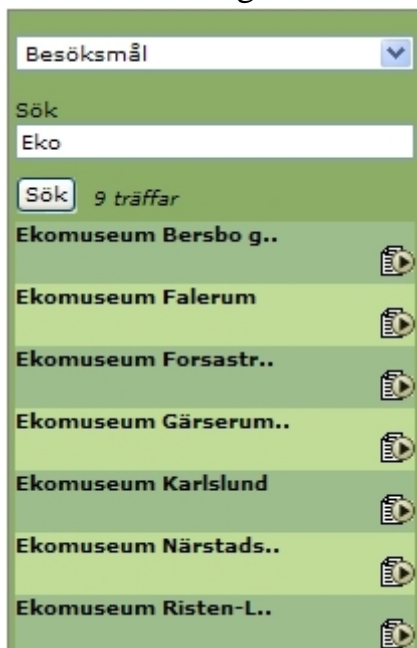 Besöksmål
Sök
Eko
Sök 9 träffar
Ekomuseum Bersbo g..
Ekomuseum Falerum
Ekomuseum Forsastr..
Ekomuseum Gärserum..
Ekomuseum Karlslund
Ekomuseum Närstads..
Ekomuseum Risten-L..